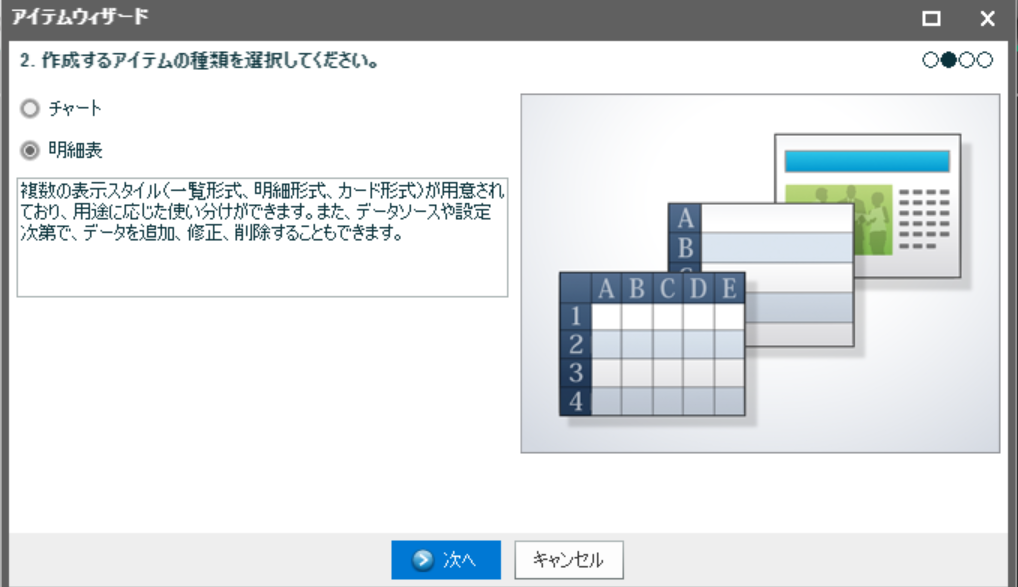 アイテムウィザード
2. 作成するアイテムの種類を選択してください。
チャート
明細表
複数の表示スタイル(一覧形式、明細形式、カード形式)が用意され
ており、用途に応じた使い分けができます。また、データソースや設定
次第で、データを追加、修正、削除することもできます。
A
B
C
A B C D E
1
2
3
4
次へ
キャンセル